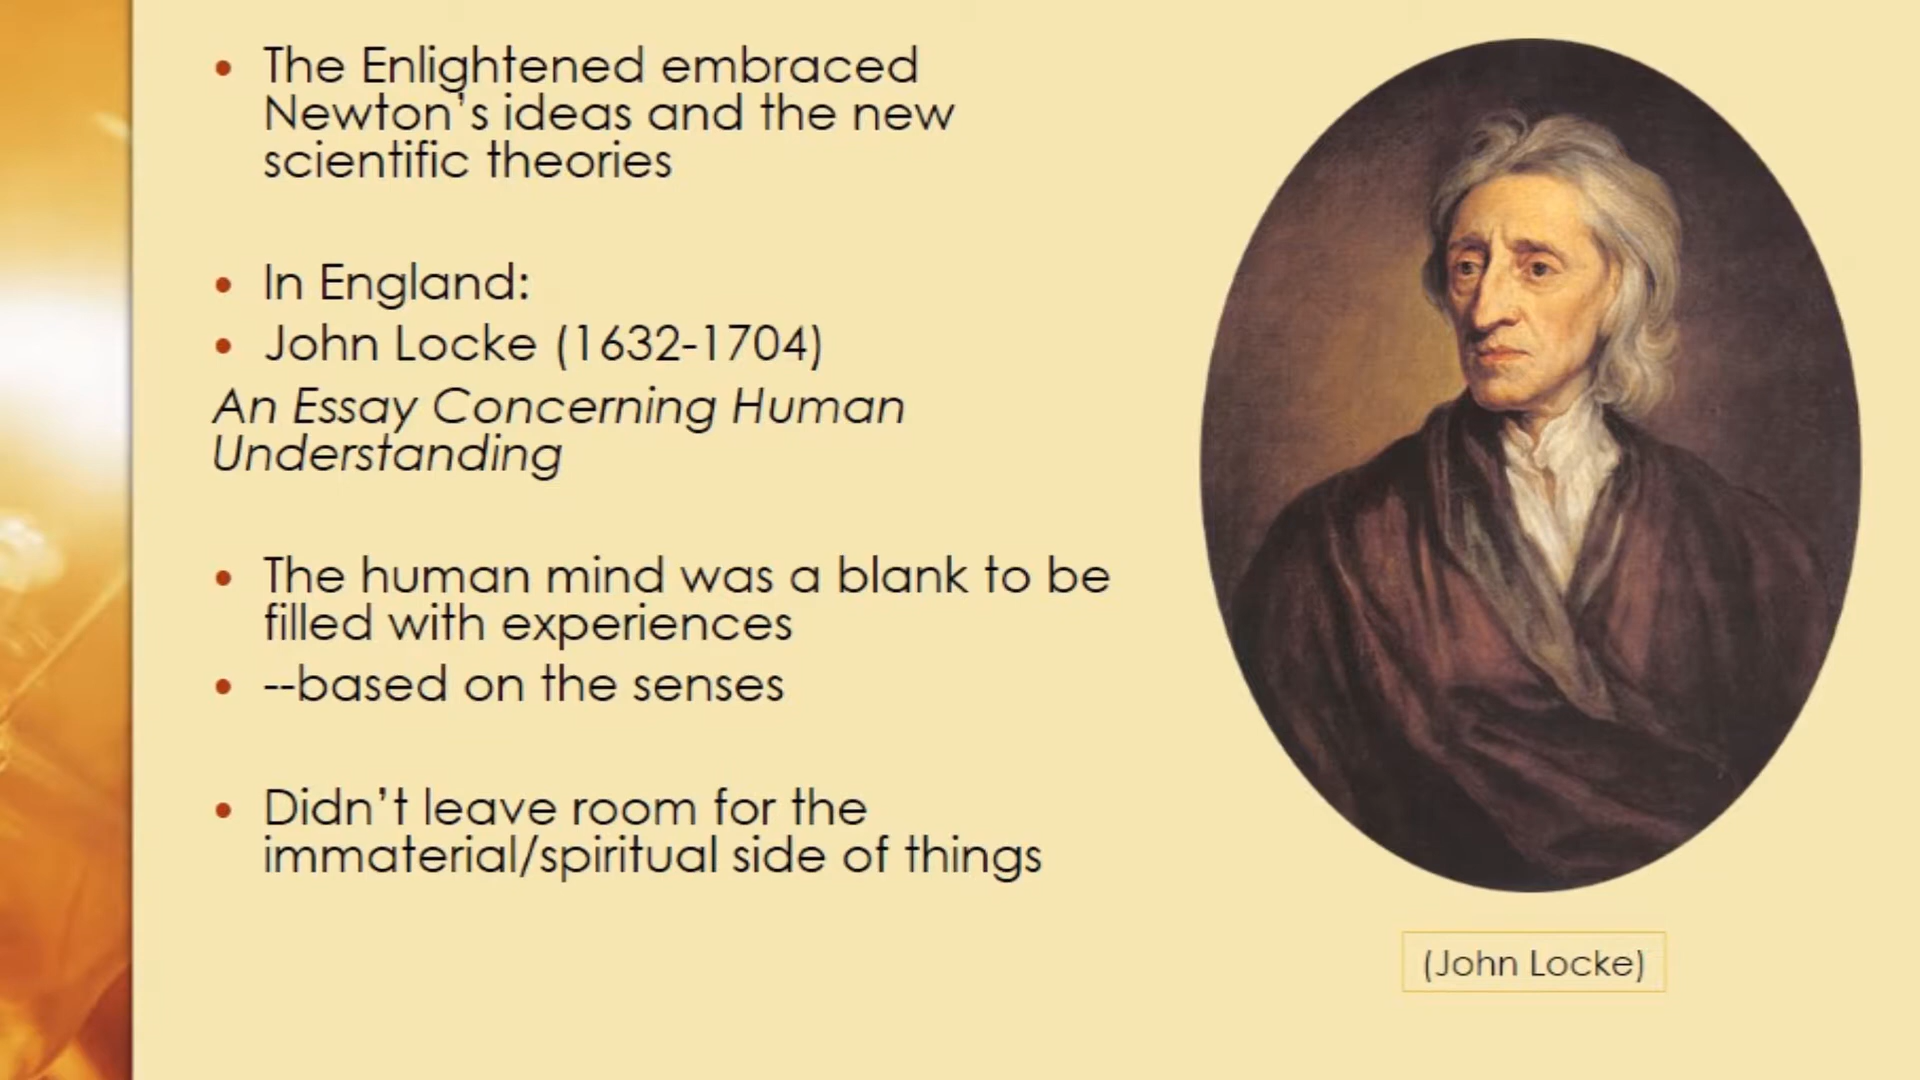 • The Enlightened embraced
Newton's ideas and the new
scientific theories
• In England:
• John Locke (1632-1704)
An Essay Concerning Human
Understanding
• The human mind was a blank to be
filled with experiences
• --based on the senses
• Didn't leave room for the
immaterial/spiritual side of things
(John Locke)